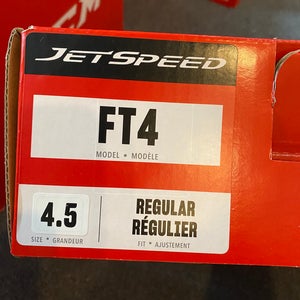 JETSPEED
FT4
MODEL * MODÈLE
4.5
SIZE * GRANDEUR
REGULAR
RÉGULIER
FIT * AJUSTEMENT